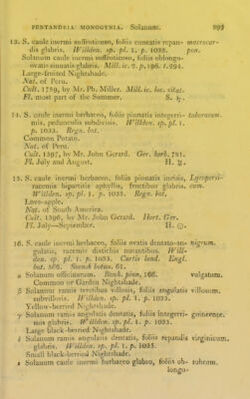 PENTANDRIA MONOGYNIA. Solanum. 397
13. S. caule inermi suffruticoso, foliis cuneatis repan- macrocar-
dis glabris. Willden. sp. pl. 1. p. 1033. pon.
Solanum caule inermi suffruticoso, foliis oblongo-
ovatis sinuatis glabris. Mill. ic. 2. p. 196. t. 294.
Large-fruited Nightshade.
Nat. of Peru.
Cult. 1759, by Mr. Ph. Miller. Mill. ic. loc. citat.
Fl. most part of the Summer. S. ♄.
14. S. caule inermi herbaceo, foliis pinnatis integerri- tuberosum.
mis, pedunculis subdivisis. Willden. sp. pl. 1.
p. 1033. Regn. bot.
Common Potato.
Nat. of Peru.
Cult. 1597, by Mr. John Gerard. Ger. herb. 781.
Fl. July and August. H. ♃.
15. S. caule inermi herbaceo, foliis pinnatis incisis, Lycopersi-
racemis bipartitis aphyllis, fructibus glabris. cum.
Willden. sp. pl. 1. p. 1033. Regn. bot.
Love-apple.
Nat. of South America.
Cult. 1596, by Mr. John Gerard. Hort. Ger.
Fl. July—September. H. ☉.
16. S. caule inermi herbaceo, foliis ovatis dentato-an- nigrum.
gulatis, racemis distichis nutantibus. Will-
den. sp. pl. 1. p. 1035. Curtis lond. Engl.
bot. 566. Svensk botan. 61.
α Solanum officinarum. Bauh. pin. 166. vulgatum.
Common or Garden Nightshade.
β Solanum ramis teretibus villosis, foliis angulatis villosum.
subvillosis. Willden. sp. pl. 1. p. 1035.
Yellow-berried Nightshade.
γ Solanum ramis angulatis dentatis, foliis integerri- guineense.
mis glabris. Willden. sp. pl. 1. p. 1035.
Large black-berried Nightshade.
δ Solanum ramis angulatis dentatis, foliis repandis virginicum.
glabris. Willden. sp. pl. 1. p. 1035.
Small black-berried Nightshade.
ε Solanum caule inermi herbaceo glabro, foliis ob- rubrum.
longo-